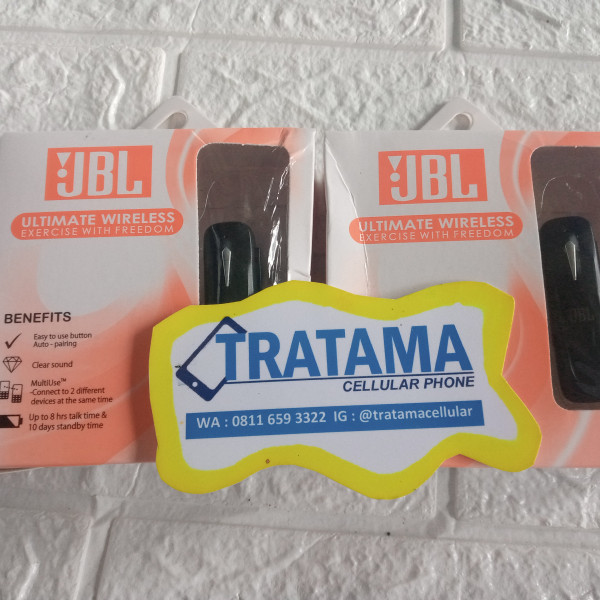 JBL
ULTIMATE WIRELESS
EXERCISE WITH FREEDOM
BENEFITS
Easy to use button
Auto - pairing
Clear sound
MultiUse™
-Connect to 2 different
devices at the same time
Up to 8 hrs talk time &
10 days standby time
JBL
ULTIMATE WIRELESS
EXERCISE WITH FREEDOM
JBL
TRATAMA
CELLULAR PHONE
WA : 0811 659 3322 IG : @tratamacellular